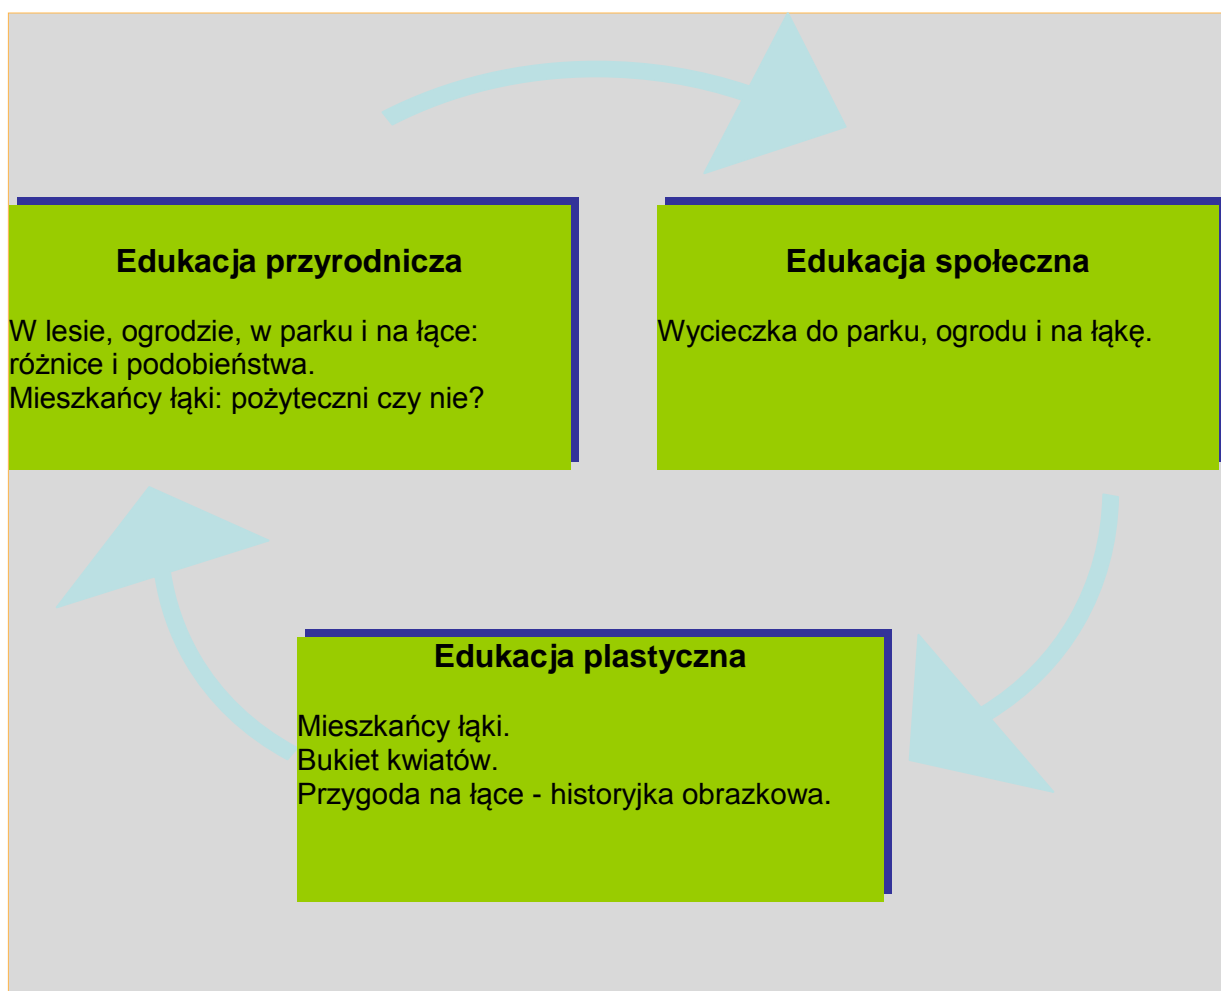 Edukacja przyrodnicza
W lesie, ogrodzie, w parku i na łące:
różnice i podobieństwa.
Mieszkańcy łąki: pożyteczni czy nie?
Edukacja społeczna
Wycieczka do parku, ogrodu i na łąkę.
Edukacja plastyczna
Mieszkańcy łąki.
Bukiet kwiatów.
Przygoda na łące - historyjka obrazkowa.